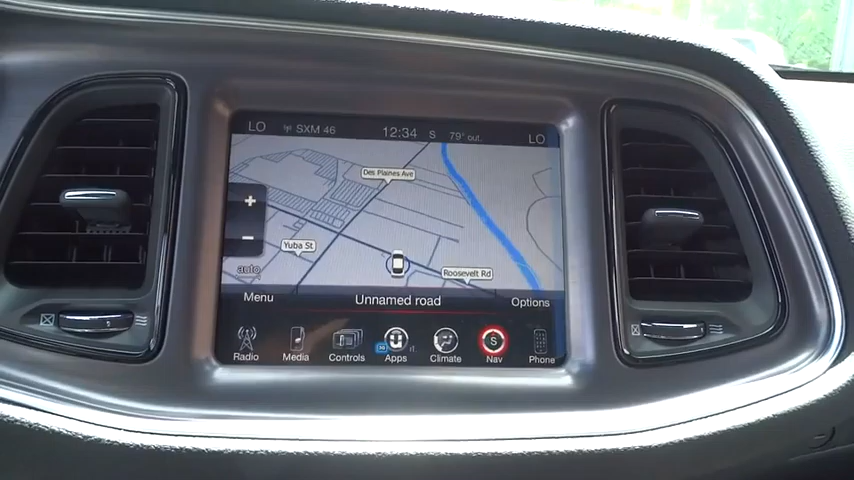 LO SXM 46 12:34 S 79° out. LO
Des Plaines Ave
Yuba St
Roosevelt Rd
auto
Menu Unnamed road Options
Radio Media Controls Apps Climate Nav Phone